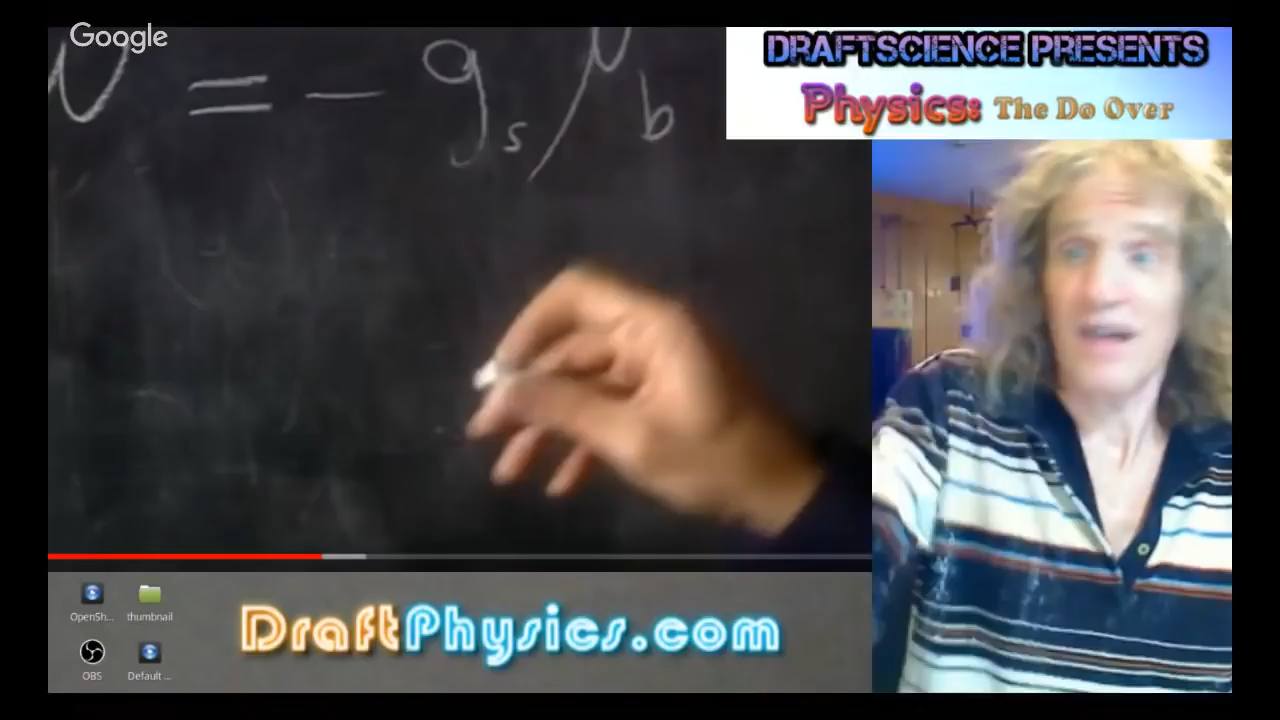 Google
μ = - g_s μ_b
DRAFTSCIENCE PRESENTS
Physics: The Do Over
OpenSh... thumbnail
OBS Default ...
DraftPhysics.com